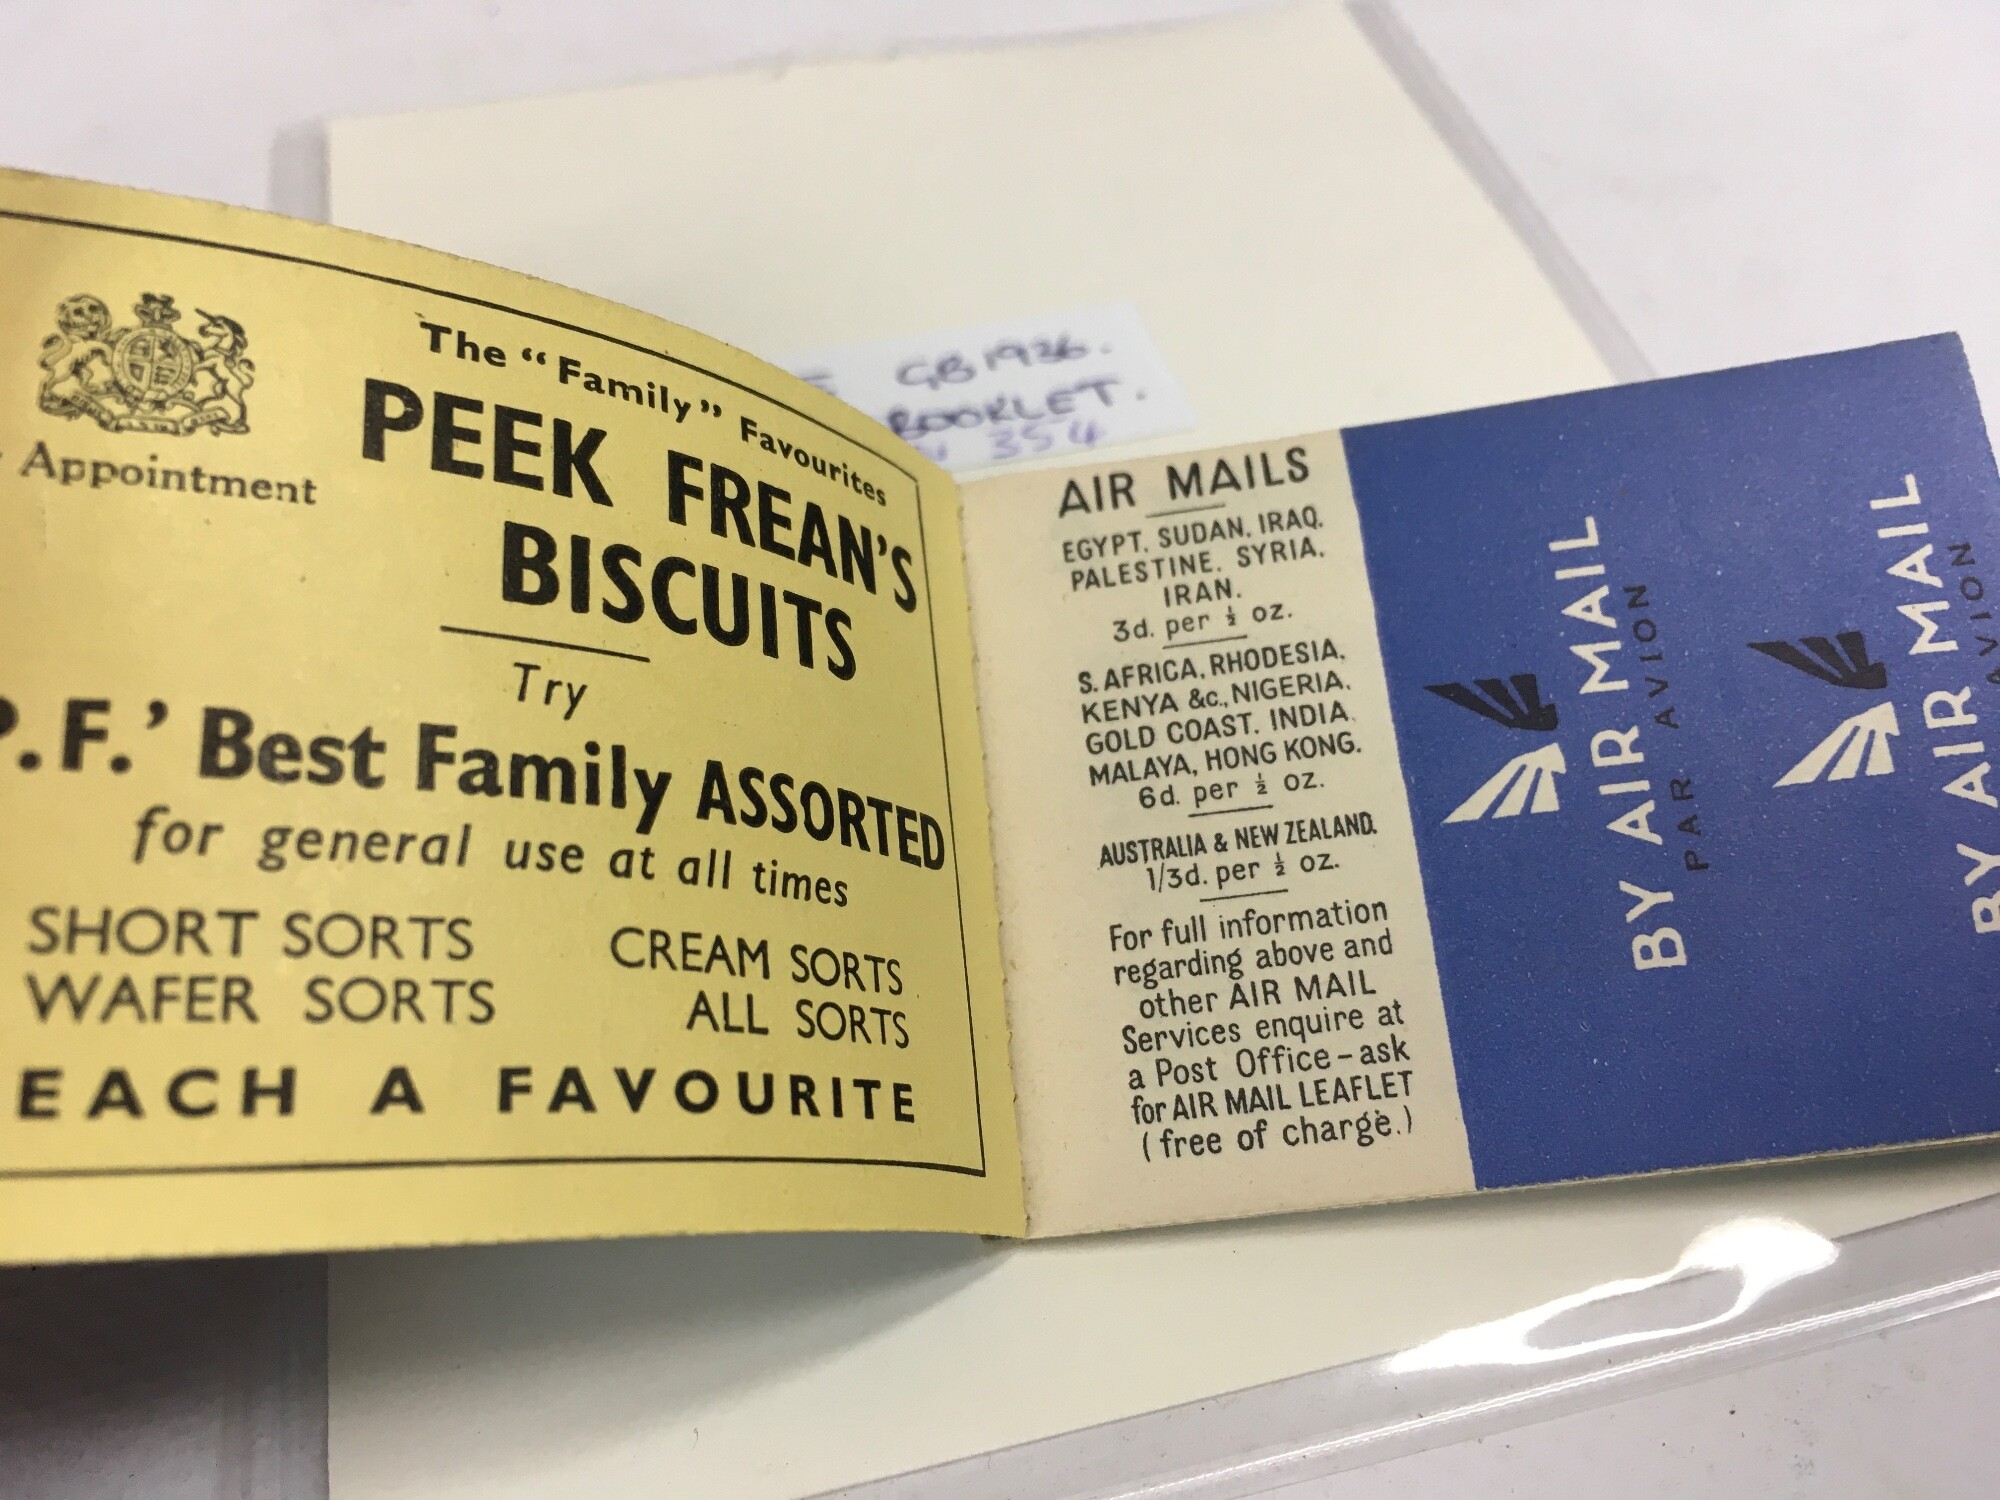 Appointment
The “Family” Favourites
PEEK FREAN'S
BISCUITS
Try
P.F.’ Best Family ASSORTED
for general use at all times
SHORT SORTS CREAM SORTS
WAFER SORTS ALL SORTS
EACH A FAVOURITE
GB 1936.
BOOKLET.
354
AIR MAILS
EGYPT, SUDAN, IRAQ,
PALESTINE, SYRIA,
IRAN.
3d. per ½ oz.
S. AFRICA, RHODESIA,
KENYA &c., NIGERIA,
GOLD COAST, INDIA,
MALAYA, HONG KONG.
6d. per ½ oz.
AUSTRALIA & NEW ZEALAND.
1/3d. per ½ oz.
For full information
regarding above and
other AIR MAIL
Services enquire at
a Post Office - ask
for AIR MAIL LEAFLET
(free of charge.)
BY AIR MAIL
PAR AVION
BY AIR MAIL
AVION